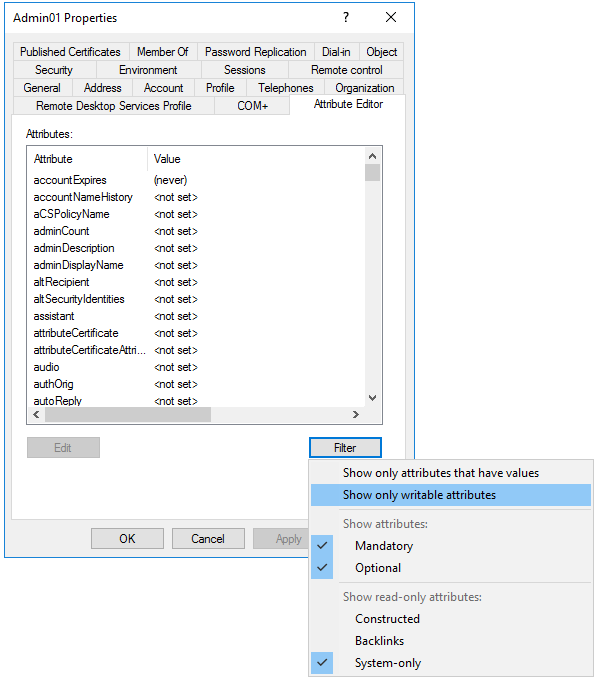 Admin01 Properties
?
Published Certificates Member Of Password Replication Dial-in Object
Security Environment Sessions Remote control
General Address Account Profile Telephones Organization
Remote Desktop Services Profile COM+ Attribute Editor
Attributes:
Attribute Value
accountExpires (never)
accountNameHistory <not set>
aCSPolicyName <not set>
adminCount <not set>
adminDescription <not set>
adminDisplayName <not set>
altRecipient <not set>
altSecurityIdentities <not set>
assistant <not set>
attributeCertificate <not set>
attributeCertificateAttri... <not set>
audio <not set>
authOrig <not set>
autoReply <not set>
Edit Filter
Show only attributes that have values
Show only writable attributes
Show attributes:
OK Cancel Apply
Mandatory
Optional
Show read-only attributes:
Constructed
Backlinks
System-only